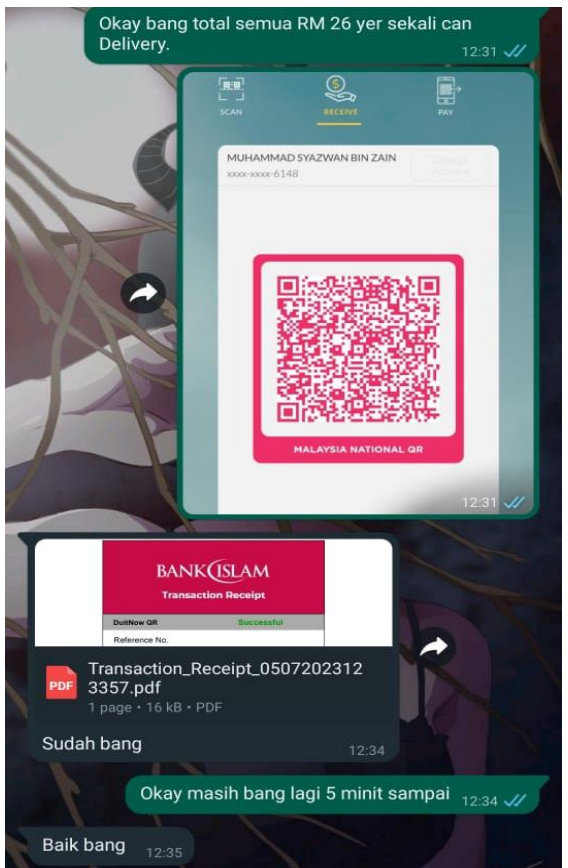 Okay bang total semua RM 26 yer sekali can
Delivery.
12:31
SCAN
RECEIVE
PAY
MUHAMMAD SYAZWAN BIN ZAIN
xxxx-xxxx-6148
Change
Account
MALAYSIA NATIONAL QR
12:31
BANK ISLAM
Transaction Receipt
DuitNow QR Successful
Reference No.
PDF
Transaction_Receipt_0507202312
3357.pdf
1 page • 16 kB • PDF
Sudah bang
12:34
Okay masih bang lagi 5 minit sampai
12:34
Baik bang
12:35